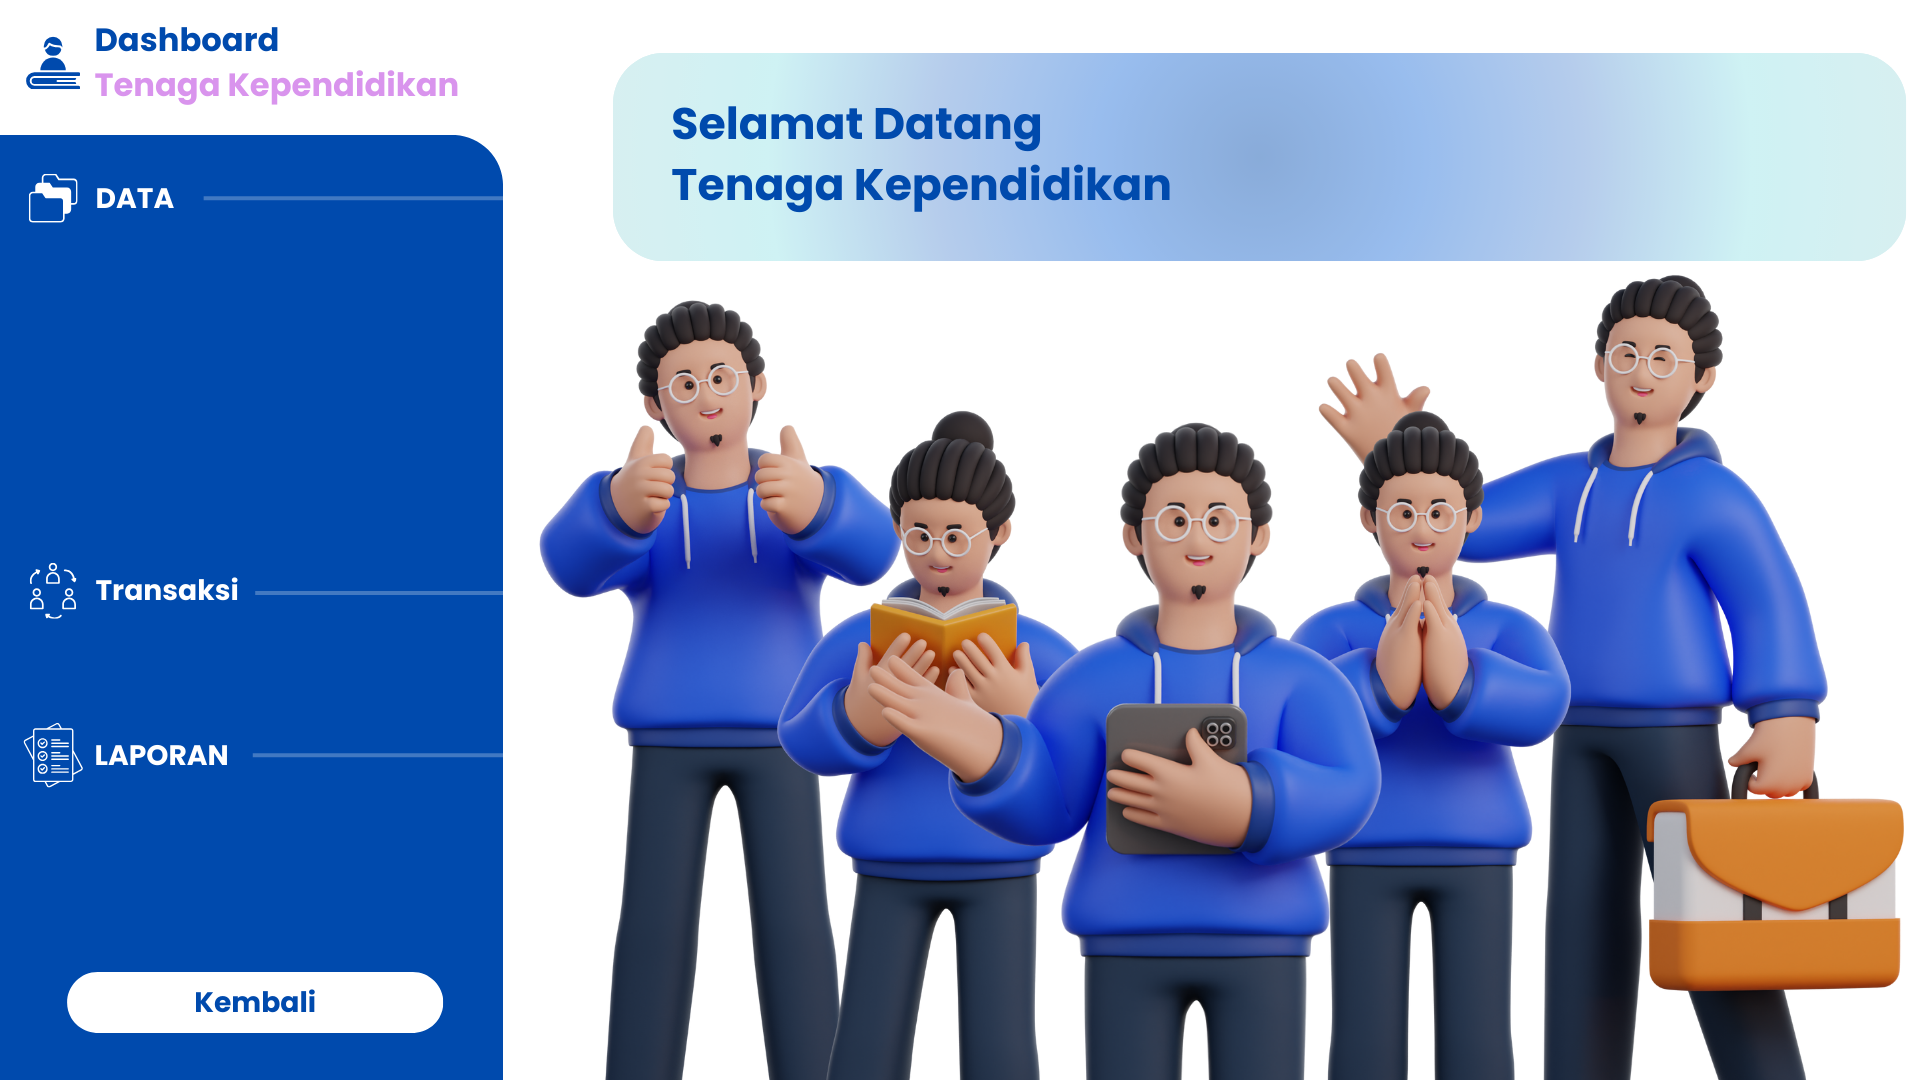 Dashboard
Tenaga Kependidikan
Selamat Datang
Tenaga Kependidikan
DATA
Transaksi
LAPORAN
Kembali